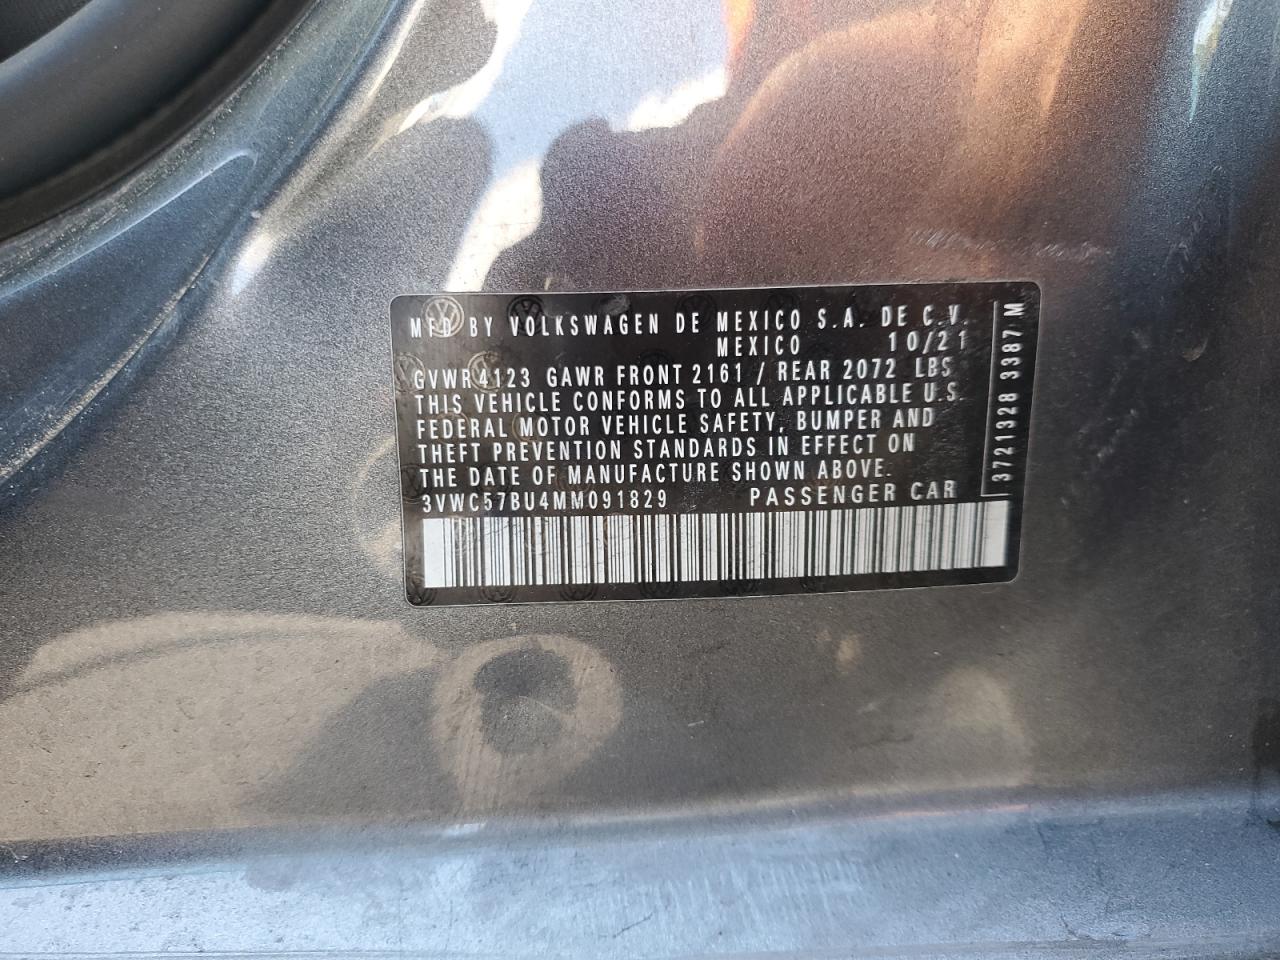 MFD BY VOLKSWAGEN DE MEXICO S.A. DE C.V.
MEXICO 10/21
GVWR 4123 GAWR FRONT 2161 / REAR 2072 LBS
THIS VEHICLE CONFORMS TO ALL APPLICABLE U.S.
FEDERAL MOTOR VEHICLE SAFETY, BUMPER AND
THEFT PREVENTION STANDARDS IN EFFECT ON
THE DATE OF MANUFACTURE SHOWN ABOVE.
3VWC57BU4MM091829 PASSENGER CAR
3721328 3387 M